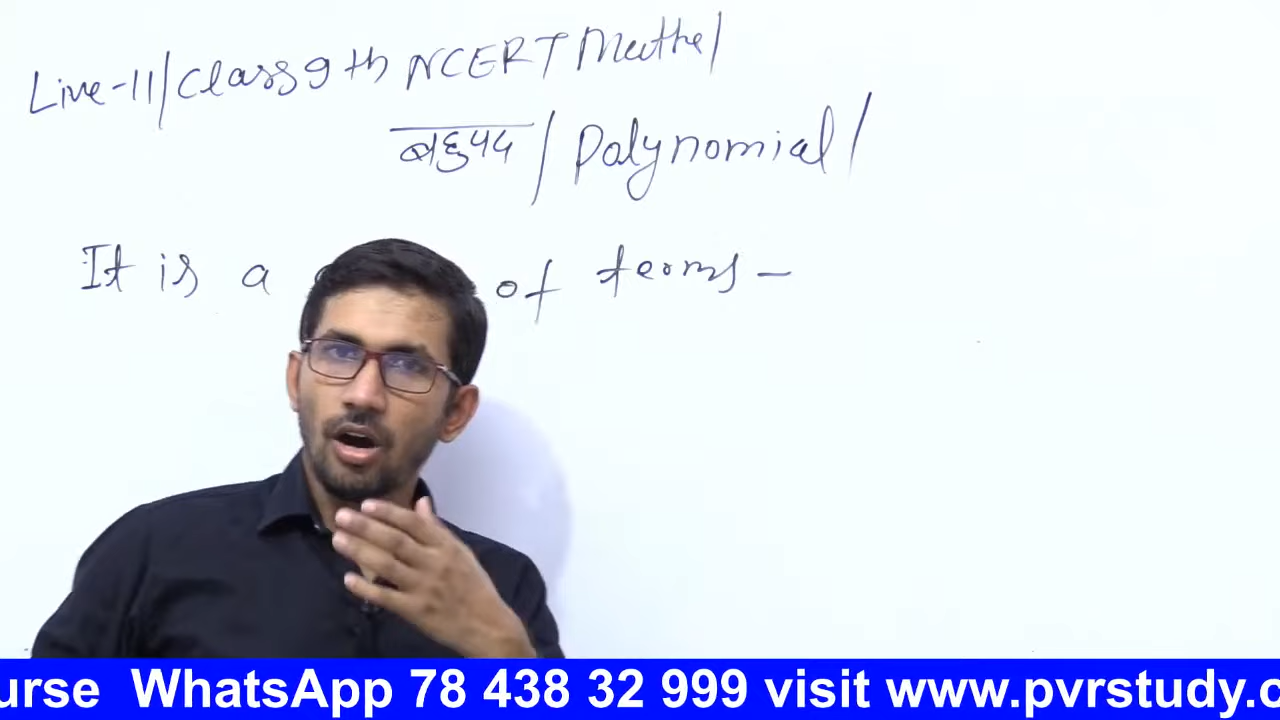 Live-11/Class 9th NCERT Maths/
बहुपद / Polynomial/
It is a of terms -
urse WhatsApp 78 438 32 999 visit www.pvrstudy.c